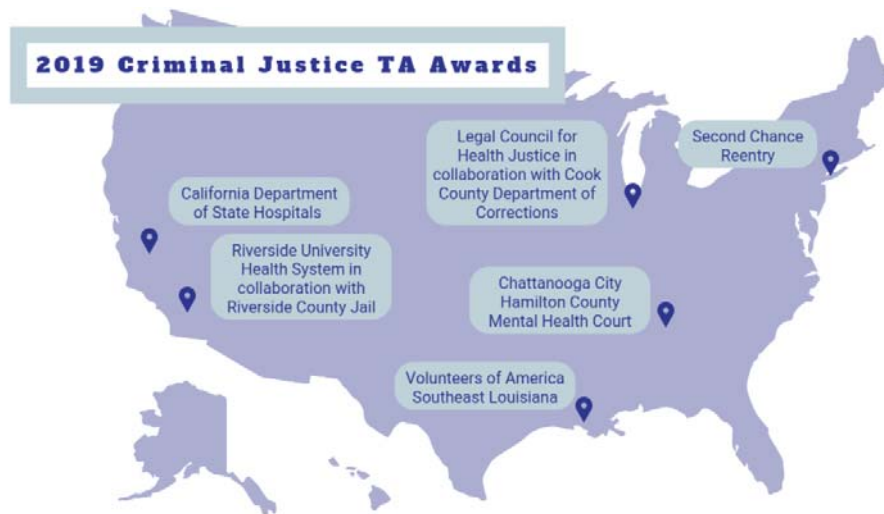 2019 Criminal Justice TA Awards
Legal Council for
Health Justice in
collaboration with Cook
County Department of
Corrections
Second Chance
Reentry
California Department
of State Hospitals
Riverside University
Health System in
collaboration with
Riverside County Jail
Chattanooga City
Hamilton County
Mental Health Court
Volunteers of America
Southeast Louisiana